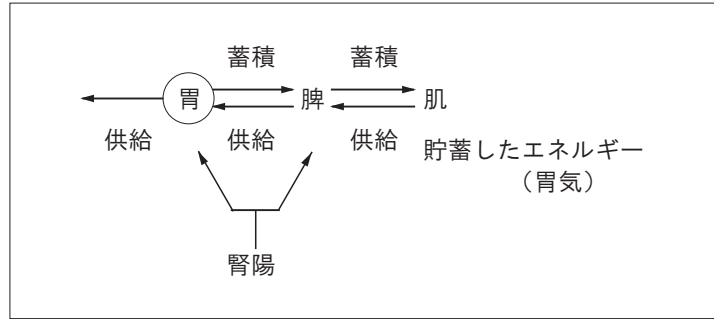 蓄積 蓄積
胃 脾 肌
供給 供給 供給
貯蓄したエネルギー
（胃気）
腎陽